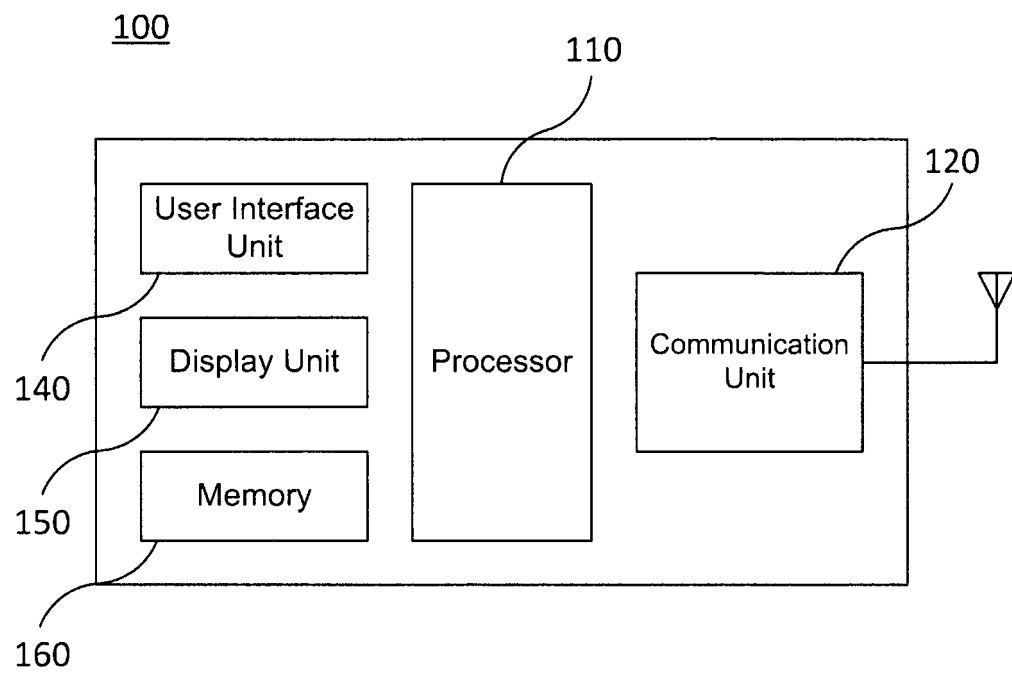 100
110
120
User Interface
Unit
140
Display Unit
Processor
Communication
Unit
150
Memory
160